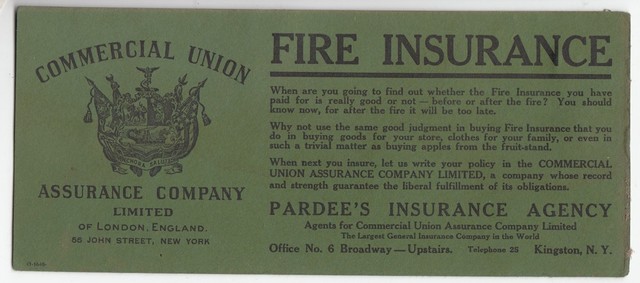 COMMERCIAL UNION
ASSURANCE COMPANY
LIMITED
OF LONDON, ENGLAND.
56 JOHN STREET, NEW YORK
FIRE INSURANCE
When are you going to find out whether the Fire Insurance you have
paid for is really good or not — before or after the fire? You should
know now, for after the fire it will be too late.
Why not use the same good judgment in buying Fire Insurance that you
do in buying goods for your store, clothes for your family, or even in
such a trivial matter as buying apples from the fruit-stand.
When next you insure, let us write your policy in the COMMERCIAL
UNION ASSURANCE COMPANY LIMITED, a company whose record
and strength guarantee the liberal fulfillment of its obligations.
PARDEE'S INSURANCE AGENCY
Agents for Commercial Union Assurance Company Limited
The Largest General Insurance Company in the World
Office No. 6 Broadway — Upstairs. Telephone 25 Kingston, N. Y.